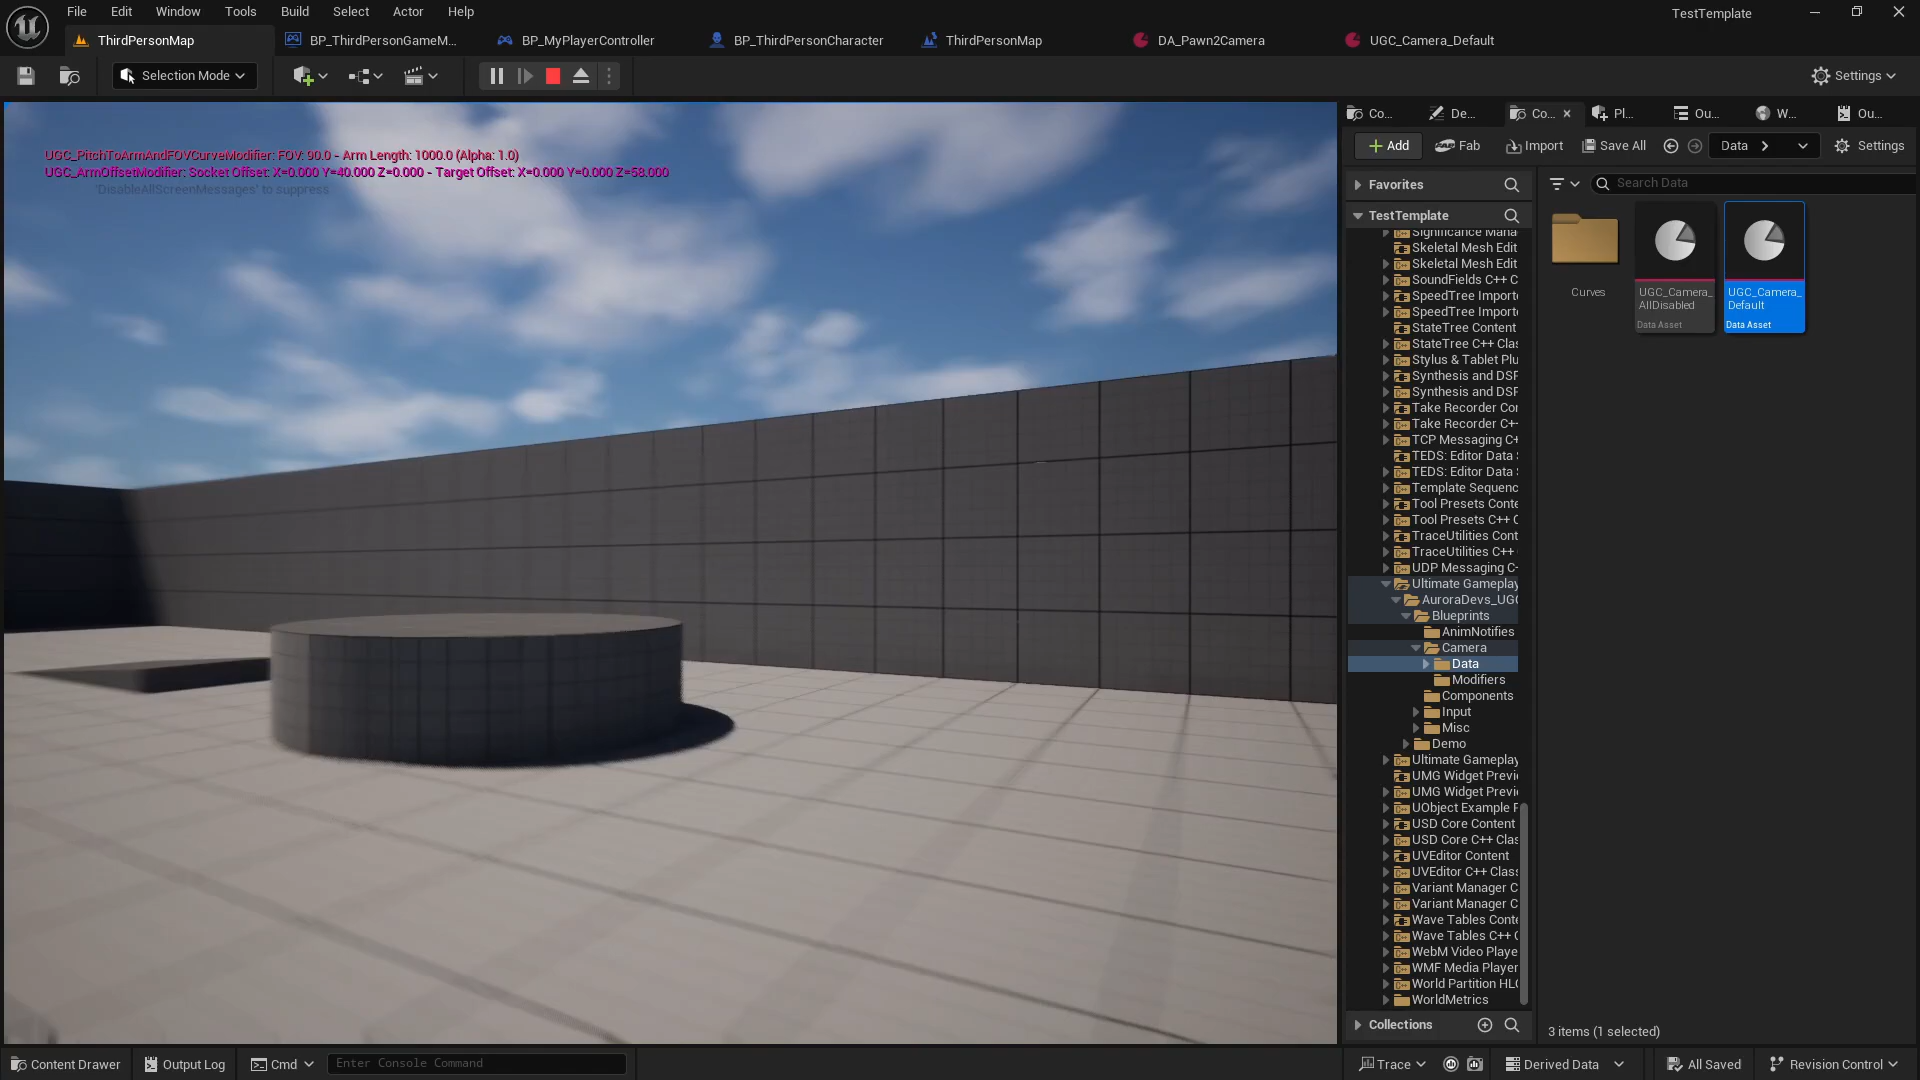 File Edit Window Tools Build Select Actor Help
TestTemplate
ThirdPersonMap
BP_ThirdPersonGameM...
BP_MyPlayerController
BP_ThirdPersonCharacter
ThirdPersonMap
DA_Pawn2Camera
UGC_Camera_Default
Selection Mode
Settings
UGC_PitchToArmAndFOVCurveModifier: FOV: 90.0 - Arm Length: 1000.0 (Alpha: 1.0)
UGC_ArmOffsetModifier: Socket Offset: X=0.000 Y=40.000 Z=0.000 - Target Offset: X=0.000 Y=0.000 Z=58.000
'DisableAllScreenMessages' to suppress
Co... De... Co... Pl... Ou... W... Ou...
Add Fab Import Save All Data Settings
Favorites
Search Data
TestTemplate
Significance Mana
Skeletal Mesh Edit
Skeletal Mesh Edit
SoundFields C++ C
SpeedTree Importe
SpeedTree Importe
StateTree Content
StateTree C++ Clas
Stylus & Tablet Plu
Synthesis and DSP
Synthesis and DSP
Take Recorder Cor
Take Recorder C++
TCP Messaging C+
TEDS: Editor Data S
TEDS: Editor Data S
Template Sequenc
Tool Presets Conte
Tool Presets C++ C
TraceUtilities Cont
TraceUtilities C++
UDP Messaging C+
Ultimate Gameplay
AuroraDevs_UGC
Blueprints
AnimNotifies
Camera
Data
Modifiers
Components
Input
Misc
Demo
Ultimate Gameplay
UMG Widget Previe
UMG Widget Previe
UObject Example P
USD Core Content
USD Core C++ Clas
UVEditor Content
UVEditor C++ Class
Variant Manager C
Variant Manager C
Wave Tables Conte
Wave Tables C++ C
WebM Video Playe
WMF Media Player
World Partition HLO
WorldMetrics
Collections
Curves
UGC_Camera_
AllDisabled
Data Asset
UGC_Camera_
Default
Data Asset
3 items (1 selected)
Content Drawer Output Log Cmd Enter Console Command
Trace Derived Data All Saved Revision Control